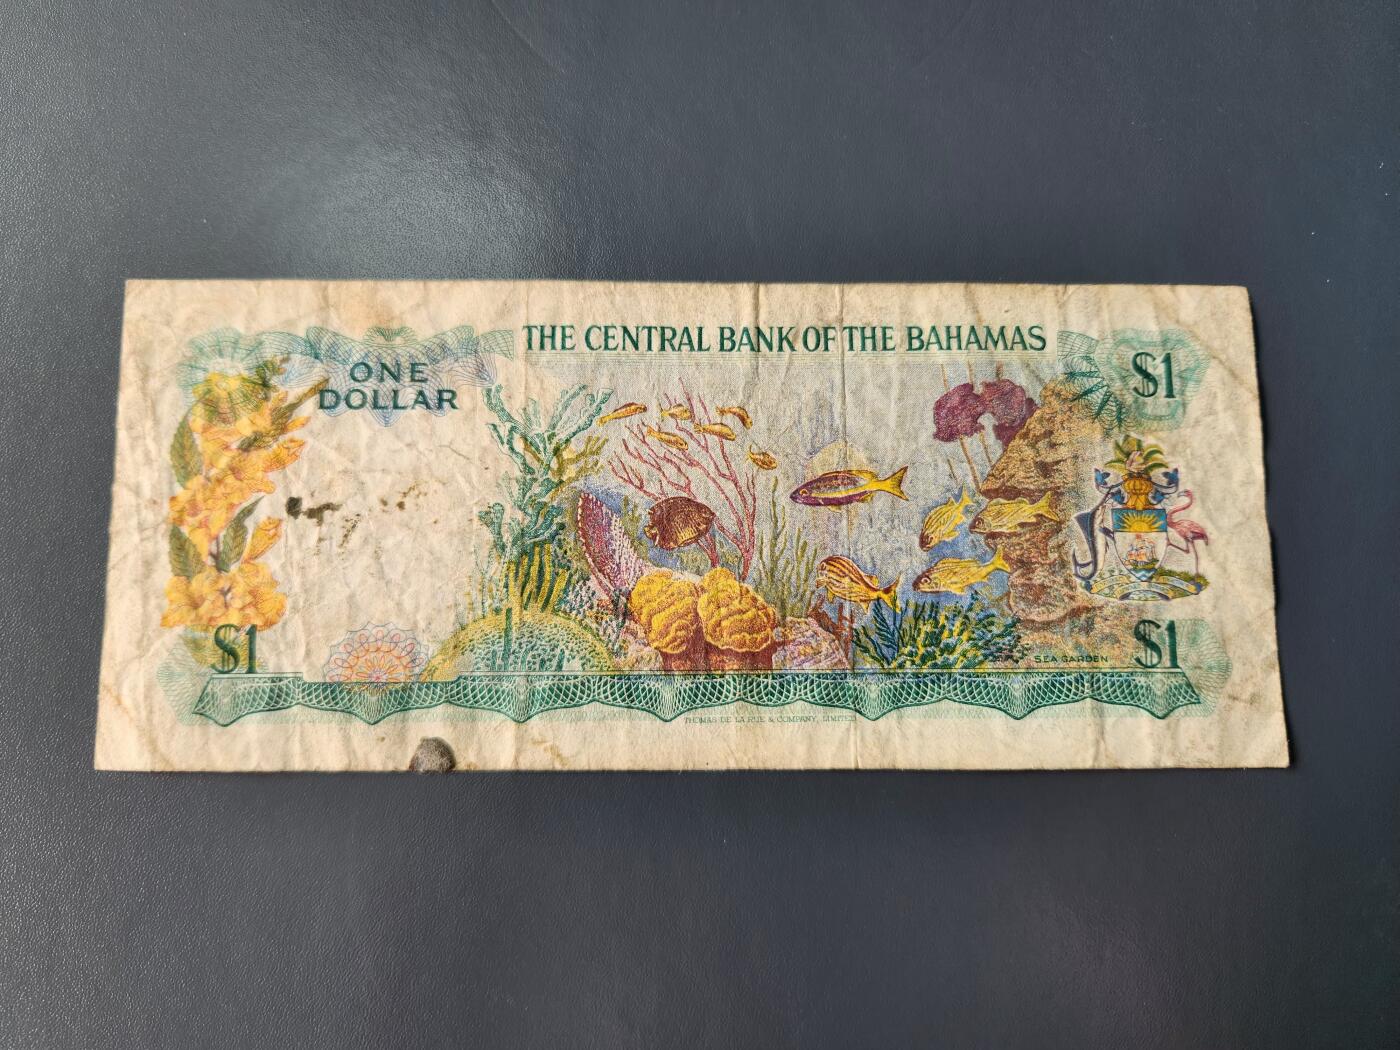 THE CENTRAL BANK OF THE BAHAMAS
ONE
DOLLAR
$1
$1
$1
SEA GARDEN
THOMAS DE LA RUE & COMPANY, LIMITED